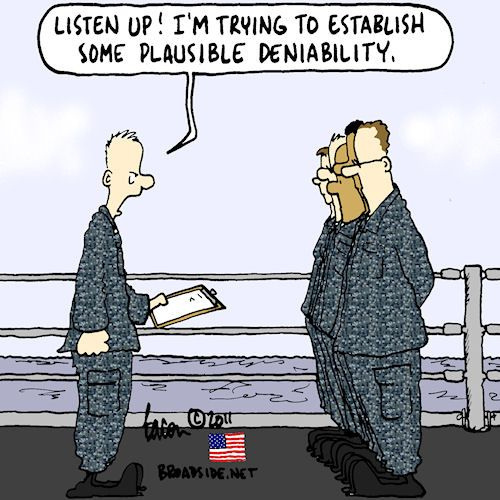 LISTEN UP! I'M TRYING TO ESTABLISH
SOME PLAUSIBLE DENIABILITY.
©2011
BROADSIDE.NET